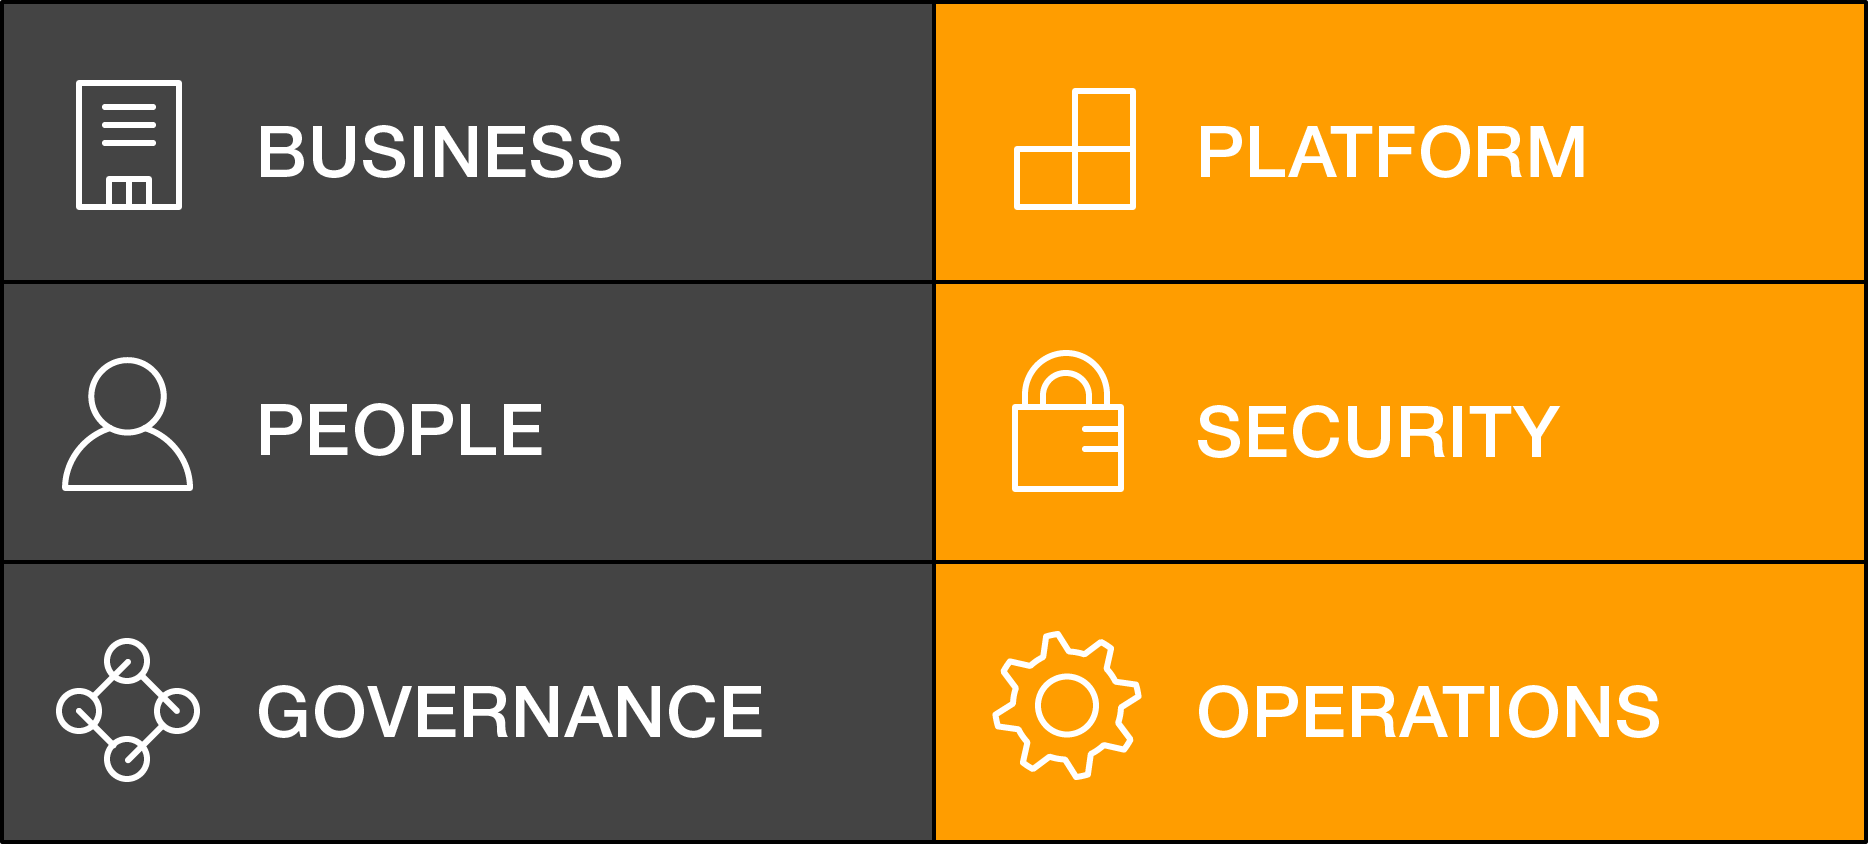 BUSINESS
PLATFORM
PEOPLE
SECURITY
GOVERNANCE
OPERATIONS